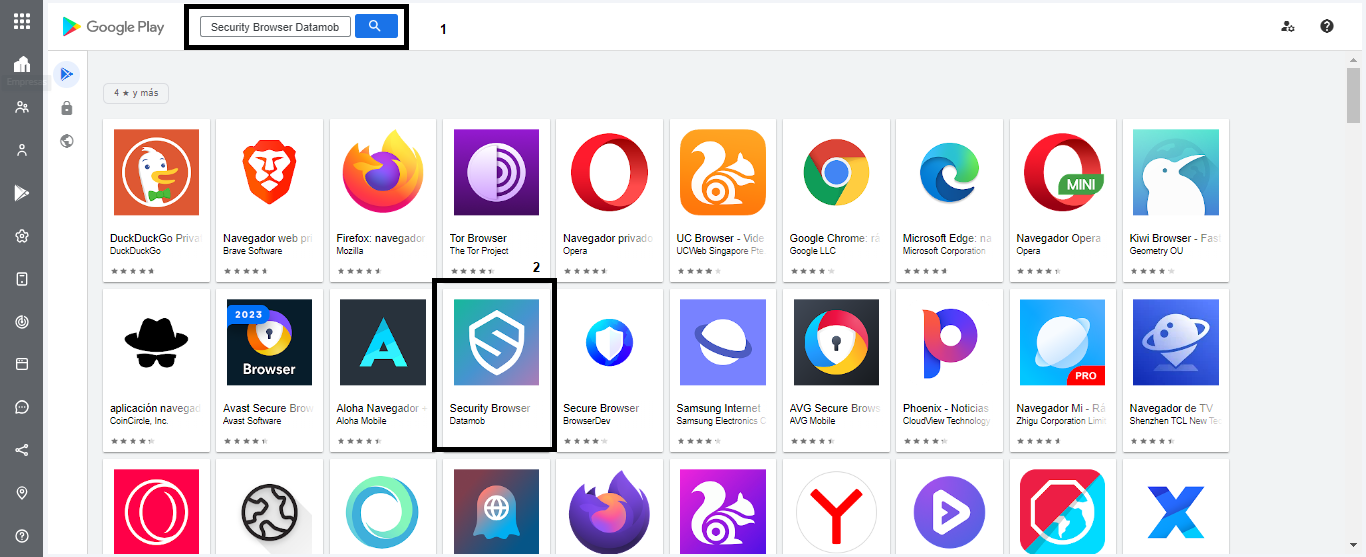 Google Play
Security Browser Datamob
1
Empresas
4 ★ y más
DuckDuckGo Priva
DuckDuckGo
Navegador web pri
Brave Software
Firefox: navegador
Mozilla
Tor Browser
The Tor Project
Navegador privado
Opera
UC Browser - Vide
UCWeb Singapore Pte.
Google Chrome: rá
Google LLC
Microsoft Edge: na
Microsoft Corporation
MINI
Navegador Opera
Opera
Kiwi Browser - Fast
Geometry OU
2
aplicación navegad
CoinCircle, Inc.
2023
Browser
Avast Secure Brow
Avast Software
Aloha Navegador +
Aloha Mobile
Security Browser
Datamob
Secure Browser
BrowserDev
Samsung Internet
Samsung Electronics C
AVG Secure Brows
AVG Mobile
Phoenix - Noticias
CloudView Technology
PRO
Navegador Mi - Rá
Zhigu Corporation Limi
Navegador de TV
Shenzhen TCL New Te